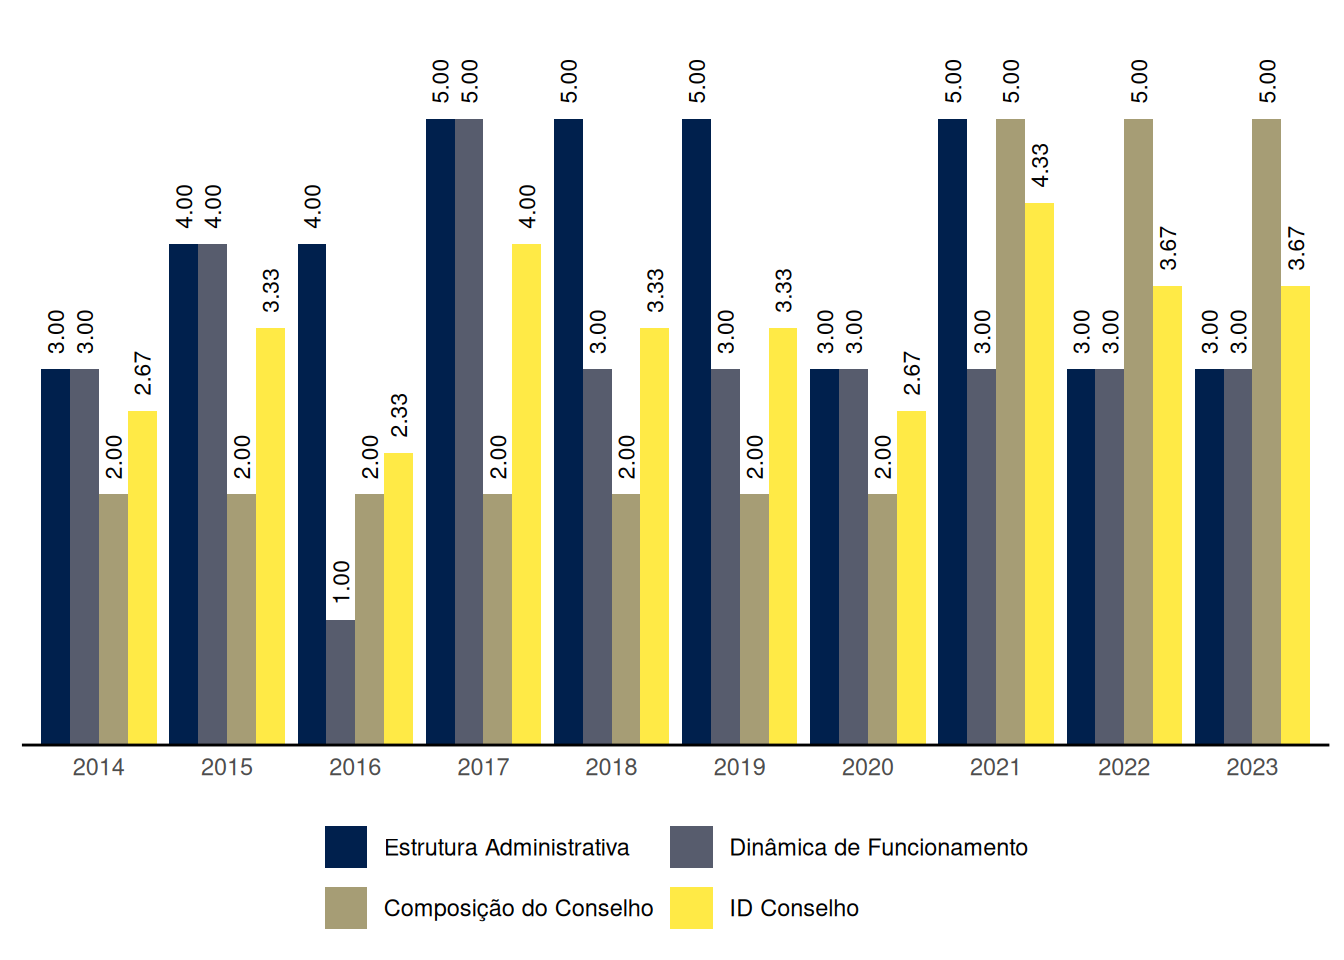 3.00 3.00 2.00 2.67
4.00 4.00 2.00 3.33
4.00 1.00 2.00 2.33
5.00 5.00 2.00 4.00
5.00 3.00 2.00 3.33
5.00 3.00 2.00 3.33
3.00 3.00 2.00 2.67
5.00 3.00 5.00 4.33
3.00 3.00 5.00 3.67
3.00 3.00 5.00 3.67
2014 2015 2016 2017 2018 2019 2020 2021 2022 2023
Estrutura Administrativa Dinâmica de Funcionamento
Composição do Conselho ID Conselho